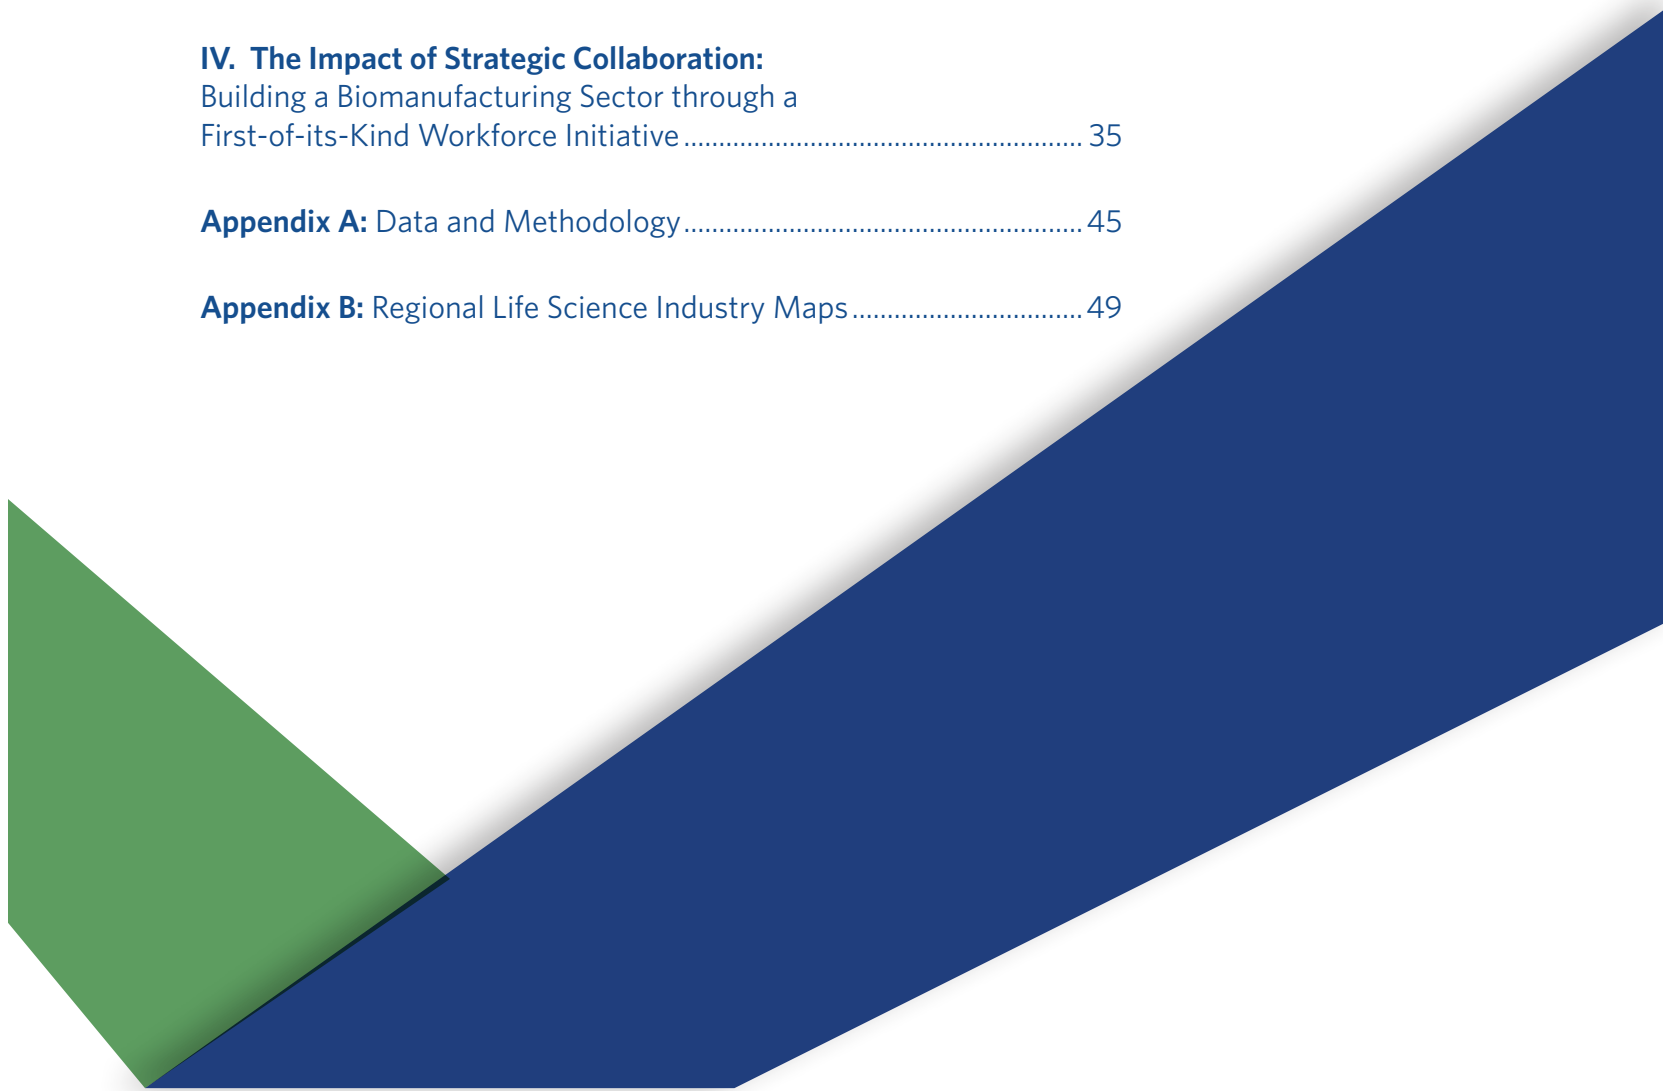 IV. The Impact of Strategic Collaboration:
Building a Biomanufacturing Sector through a
First-of-its-Kind Workforce Initiative ........................................................ 35
Appendix A: Data and Methodology ........................................................ 45
Appendix B: Regional Life Science Industry Maps ................................ 49